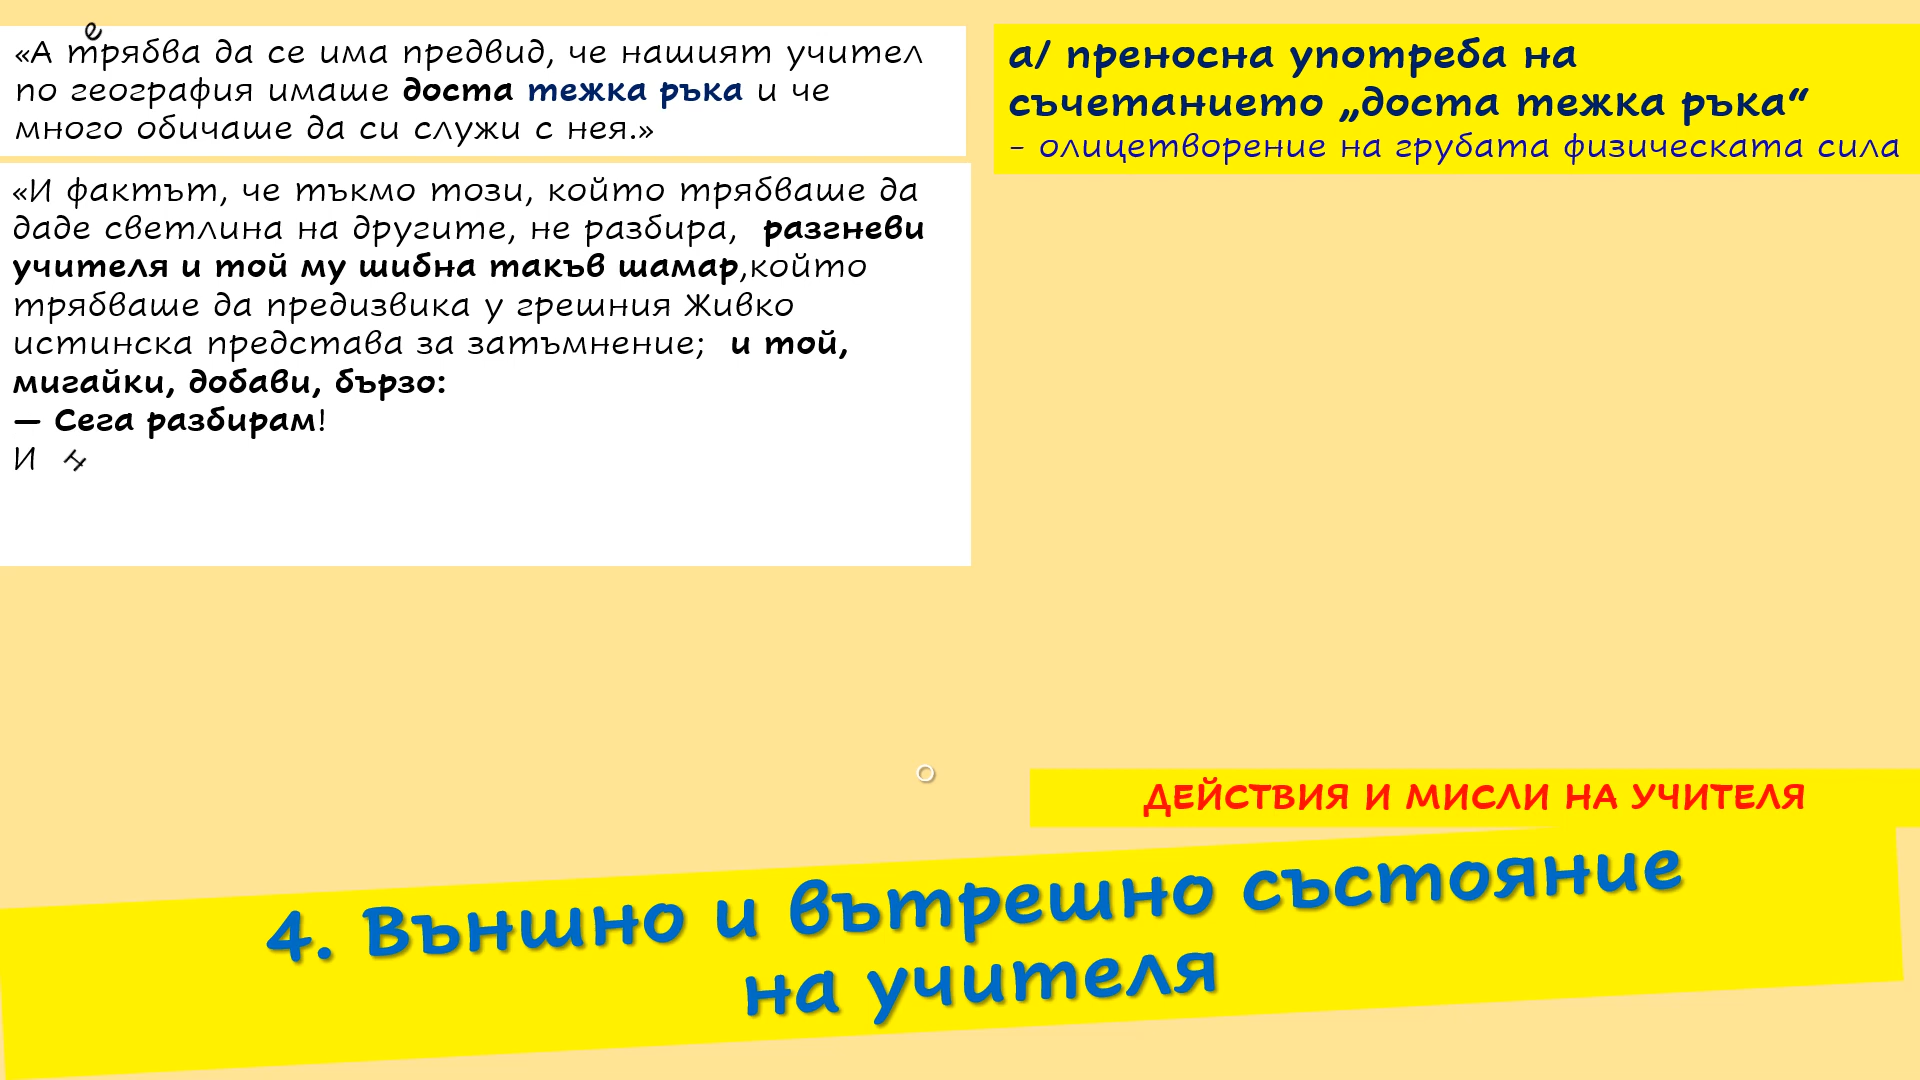 «А трябва да се има предвид, че нашият учител
по география имаше доста тежка ръка и че
много обичаше да си служи с нея.»
«И фактът, че тъкмо този, който трябваше да
даде светлина на другите, не разбира, разгневи
учителя и той му шибна такъв шамар,който
трябваше да предизвика у грешния Живко
истинска представа за затъмнение; и той,
мигайки, добави, бързо:
— Сега разбирам!
И н
е
о
а/ преносна употреба на
съчетанието „доста тежка ръка“
- олицетворение на грубата физическата сила
ДЕЙСТВИЯ И МИСЛИ НА УЧИТЕЛЯ
4. Външно и вътрешно състояние
на учителя